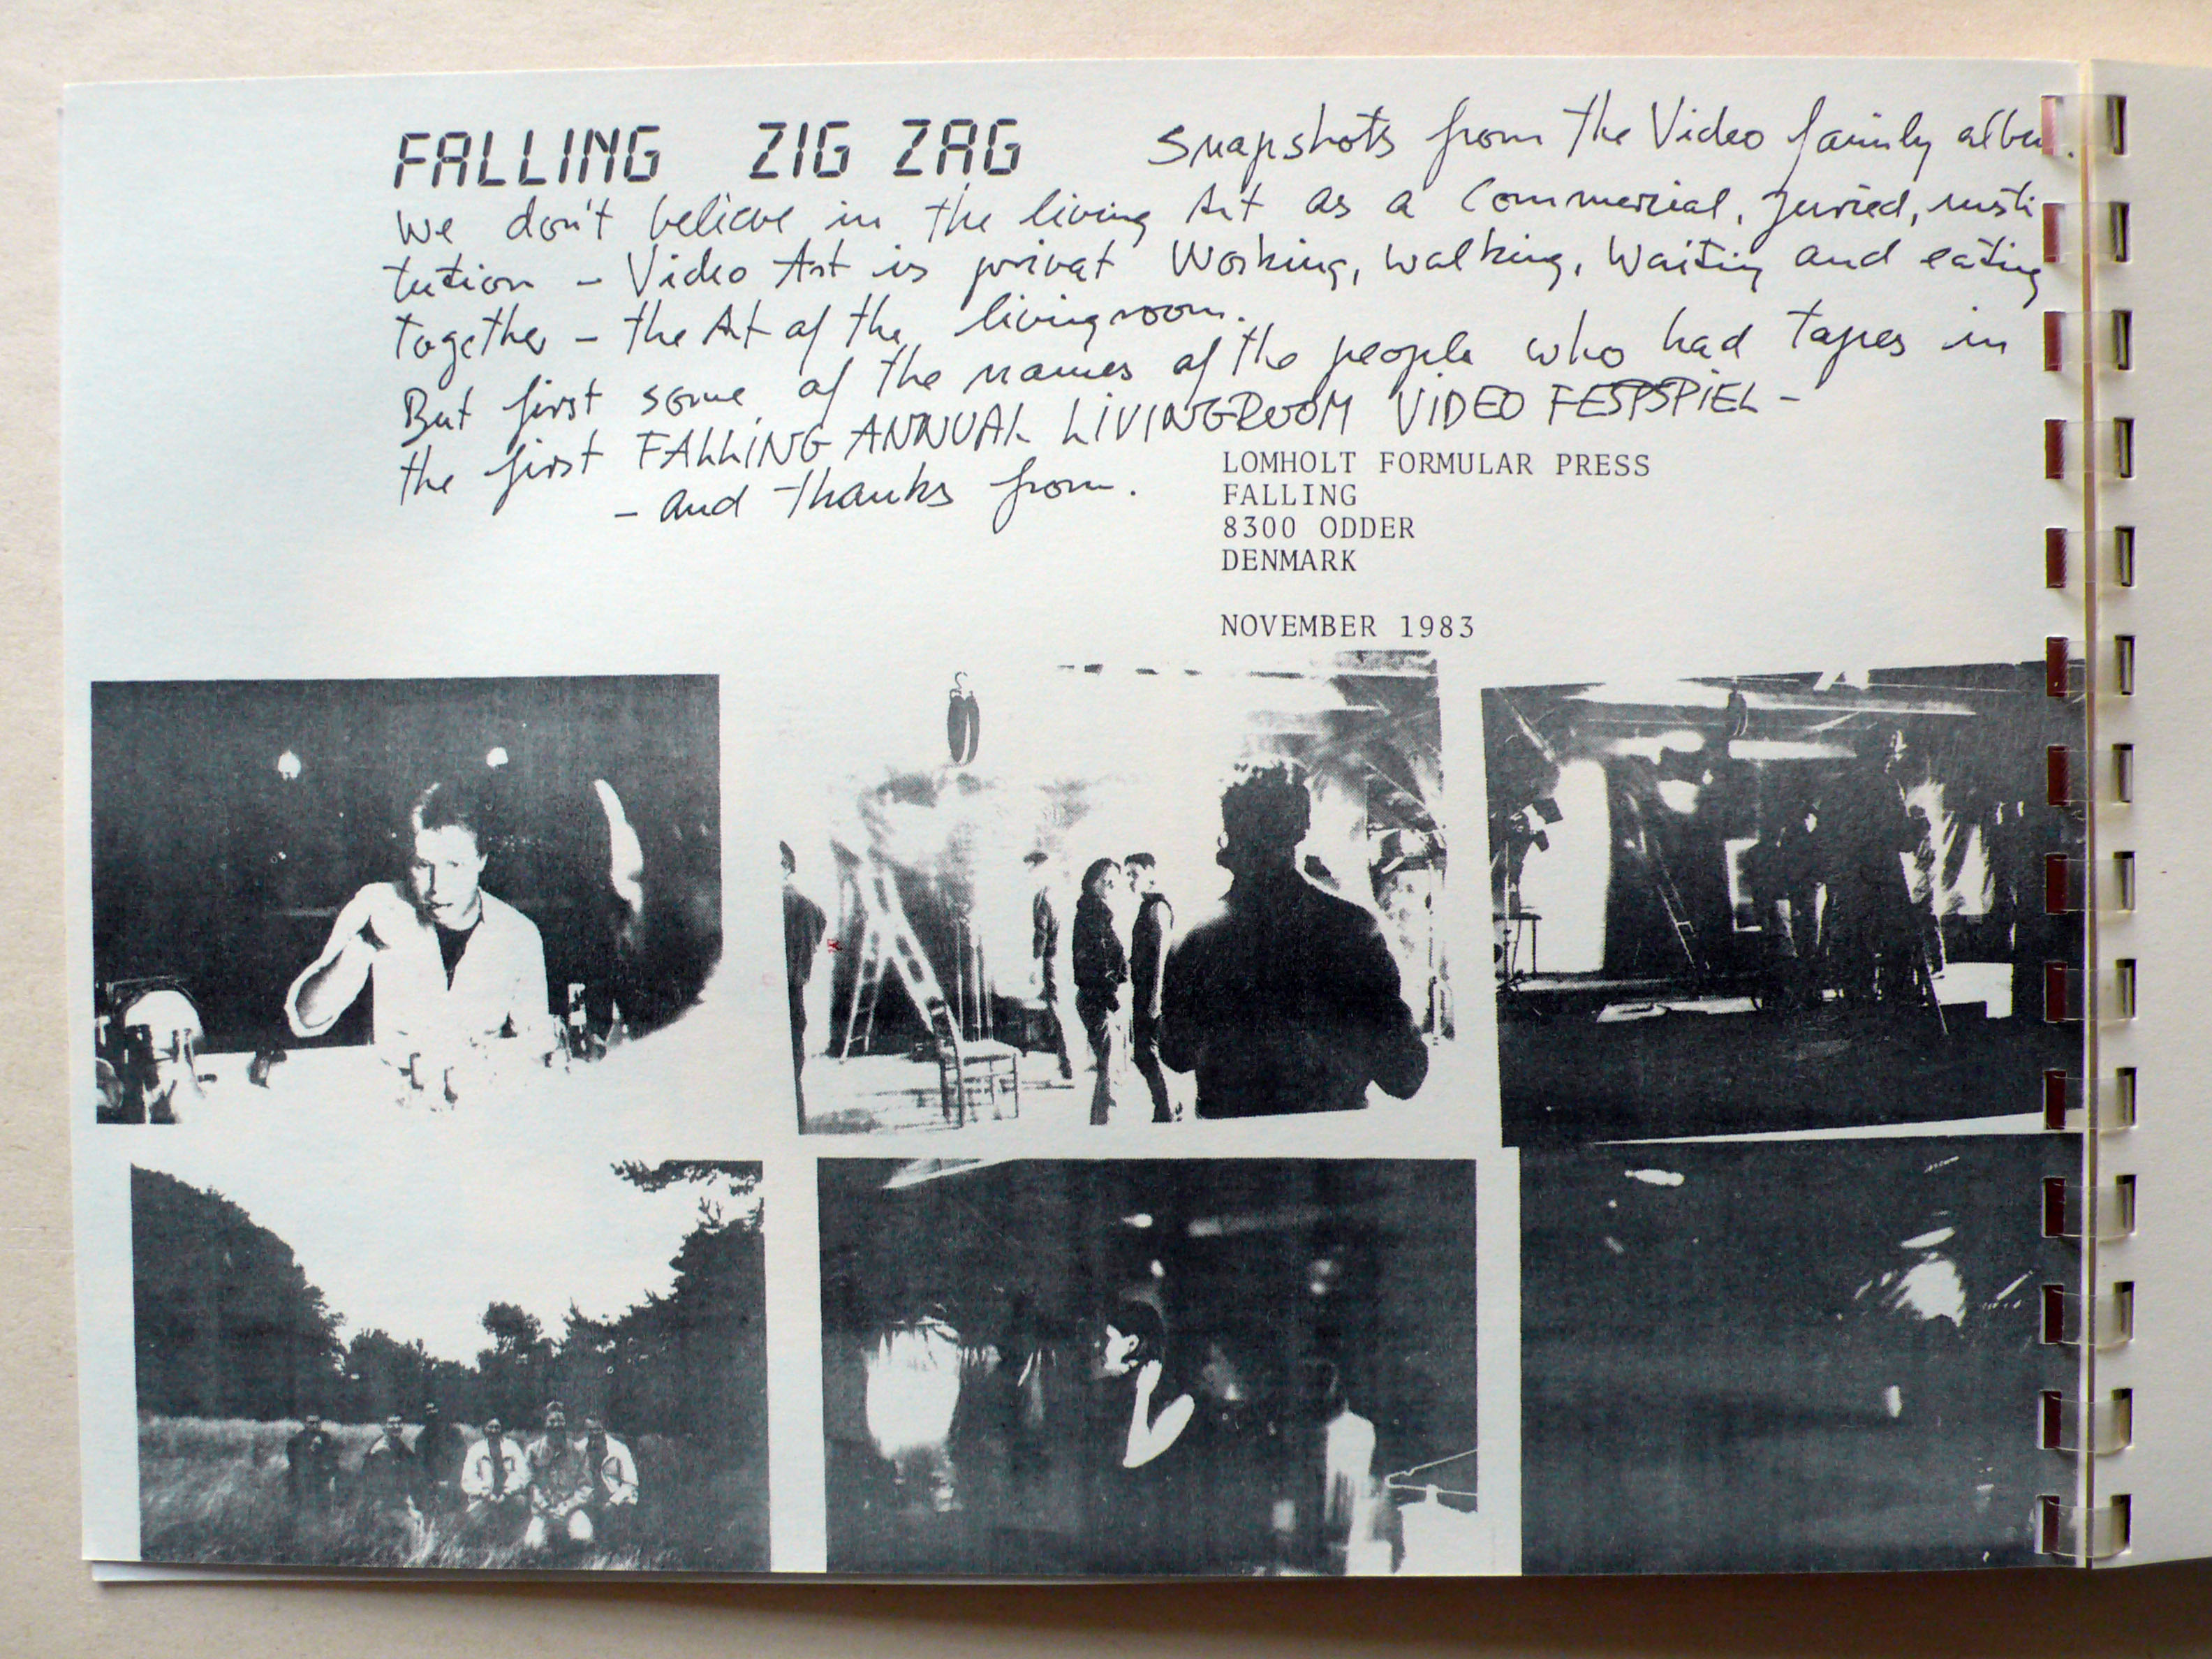 FALLING ZIG ZAG Snapshots from the Video family albu.
We don't believe in the living Art as a Commercial, juried, insti
tution – Video Art is privat Working, walking, Waiting and eating
together – the Art of the livingroom.
But first some of the names of the people who had tapes in
the first FALLING ANNUAL LIVINGROOM VIDEO FESTSPIEL –
– and thanks from.
LOMHOLT FORMULAR PRESS
FALLING
8300 ODDER
DENMARK
NOVEMBER 1983